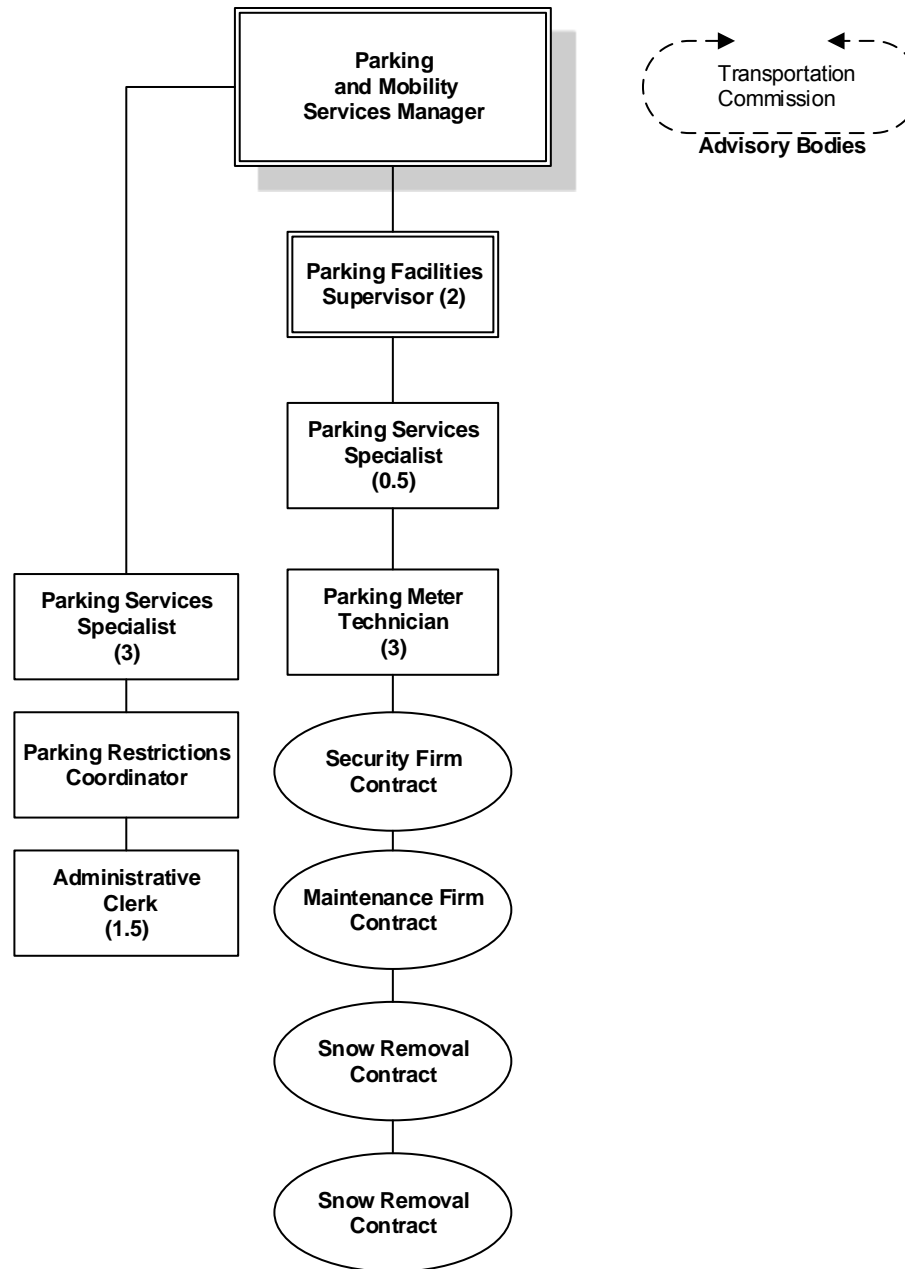 Parking
and Mobility
Services Manager
Transportation
Commission
Advisory Bodies
Parking Facilities
Supervisor (2)
Parking Services
Specialist
(0.5)
Parking Services
Specialist
(3)
Parking Meter
Technician
(3)
Parking Restrictions
Coordinator
Security Firm
Contract
Administrative
Clerk
(1.5)
Maintenance Firm
Contract
Snow Removal
Contract
Snow Removal
Contract